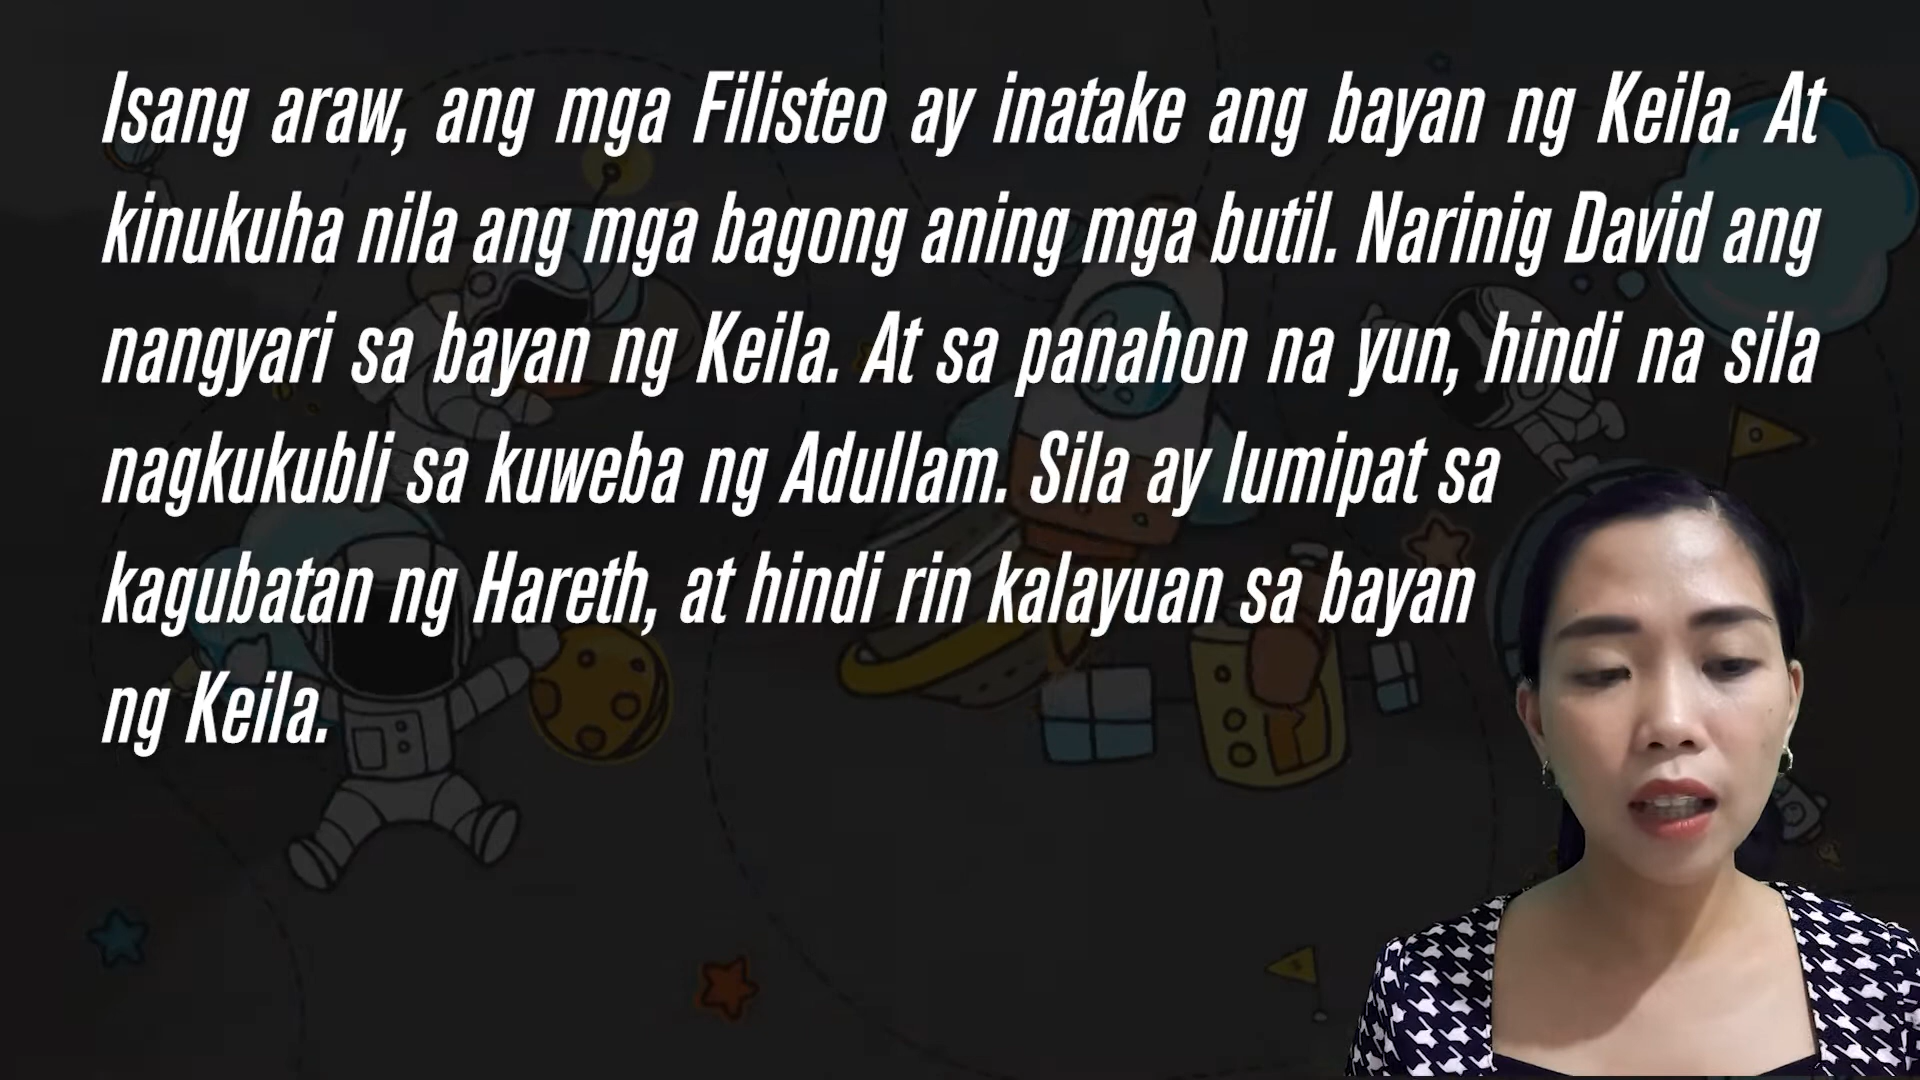 Isang araw, ang mga Filisteo ay inatake ang bayan ng Keila. At
kinukuha nila ang mga bagong aning mga butil. Narinig David ang
nangyari sa bayan ng Keila. At sa panahon na yun, hindi na sila
nagkukubli sa kuweba ng Adullam. Sila ay lumipat sa
kagubatan ng Hareth, at hindi rin kalayuan sa bayan
ng Keila.